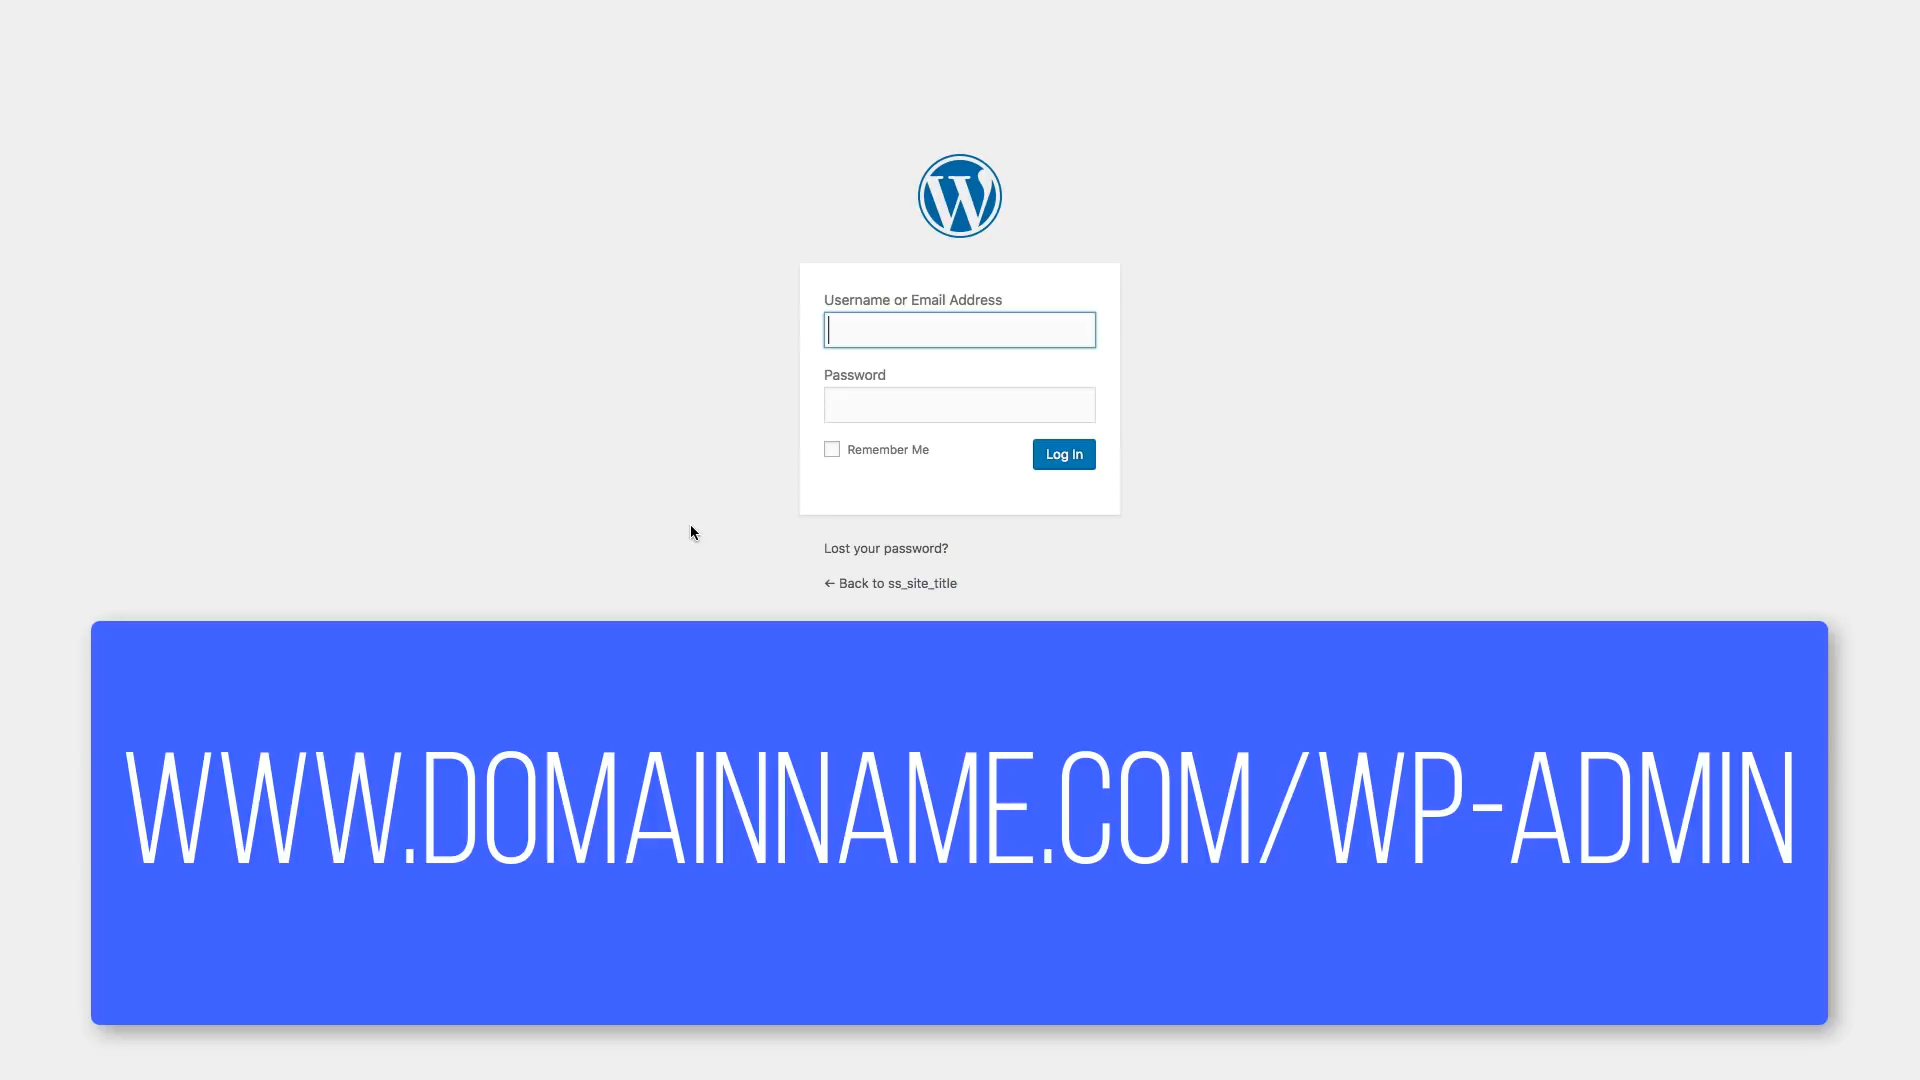 Username or Email Address
Password
Remember Me
Log In
Lost your password?
← Back to ss_site_title
WWW.DOMAINNAME.COM/WP-ADMIN